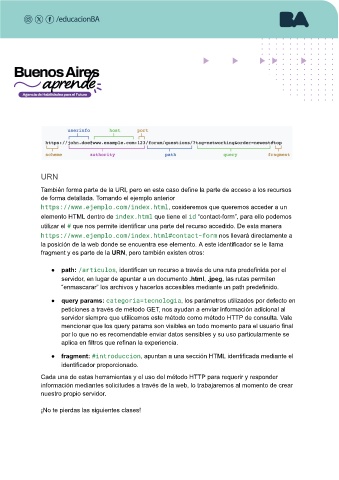 /educacionBA
BA
Buenos Aires
aprende
Agencia de Habilidades para el Futuro
userinfo host port
https://john.doe@www.example.com:123/forum/questions/?tag=networking&order=newest#top
scheme authority path query fragment
URN
También forma parte de la URI, pero en este caso define la parte de acceso a los recursos
de forma detallada. Tomando el ejemplo anterior
https://www.ejemplo.com/index.html, cosideremos que queremos acceder a un
elemento HTML dentro de index.html que tiene el id “contact-form”, para ello podemos
utilizar el # que nos permite identificar una parte del recurso accedido. De esta manera
https://www.ejemplo.com/index.html#contact-form nos llevará directamente a
la posición de la web donde se encuentra ese elemento. A este identificador se le llama
fragment y es parte de la URN, pero también existen otros:
● path: /articulos, identifican un recurso a través de una ruta predefinida por el
servidor, en lugar de apuntar a un documento .html, .jpeg, las rutas permiten
“enmascarar” los archivos y hacerlos accesibles mediante un path predefinido.
● query params: categoria=tecnologia, los parámetros utilizados por defecto en
peticiones a través de método GET, nos ayudan a enviar información adicional al
servidor siempre que utilicemos este método como método HTTP de consulta. Vale
mencionar que los query params son visibles en todo momento para el usuario final
por lo que no es recomendable enviar datos sensibles y su uso particularmente se
aplica en filtros que refinan la experiencia.
● fragment: #introduccion, apuntan a una sección HTML identificada mediante el
identificador proporcionado.
Cada una de estas herramientas y el uso del método HTTP para requerir y responder
información mediantes solicitudes a través de la web, lo trabajaremos al momento de crear
nuestro propio servidor.
¡No te pierdas las siguientes clases!